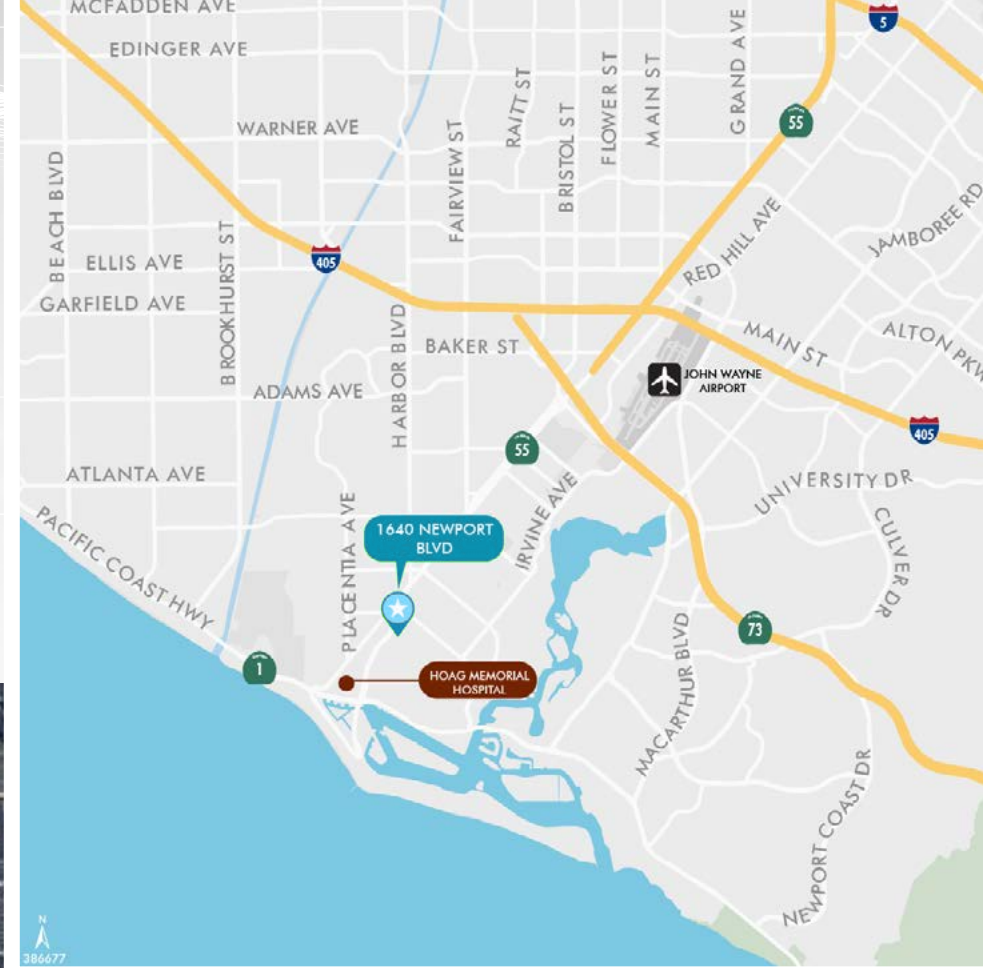 MCFADDEN AVE
EDINGER AVE
WARNER AVE
BEACH BLVD
ELLIS AVE
GARFIELD AVE
BROOKHURST ST
405
FAIRVIEW ST
RAITT ST
BRISTOL ST
FLOWER ST
MAIN ST
GRAND AVE
5
55
RED HILL AVE
JAMBOREE RD
HARBOR BLVD
BAKER ST
ADAMS AVE
MAIN ST
ALTON PKW
JOHN WAYNE
AIRPORT
405
55
ATLANTA AVE
UNIVERSITY DR
IRVINE AVE
CULVER DR
PACIFIC COAST HWY
PLACENTIA AVE
1640 NEWPORT
BLVD
73
1
HOAG MEMORIAL
HOSPITAL
MACARTHUR BLVD
NEWPORT COAST DR
N
386677